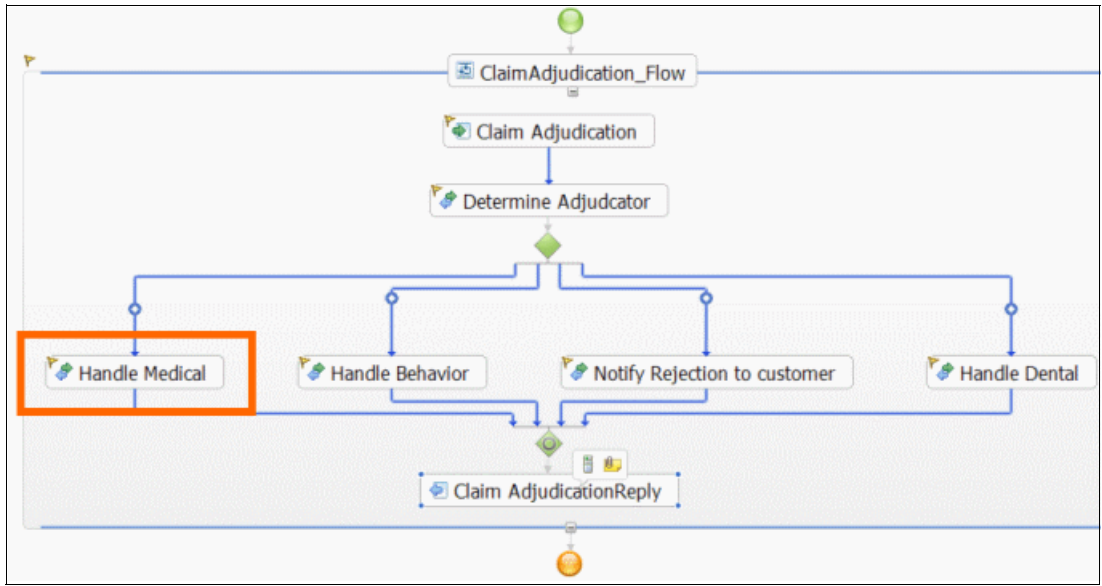 ClaimAdjudication_Flow
Claim Adjudication
Determine Adjudcator
Handle Medical
Handle Behavior
Notify Rejection to customer
Handle Dental
Claim AdjudicationReply